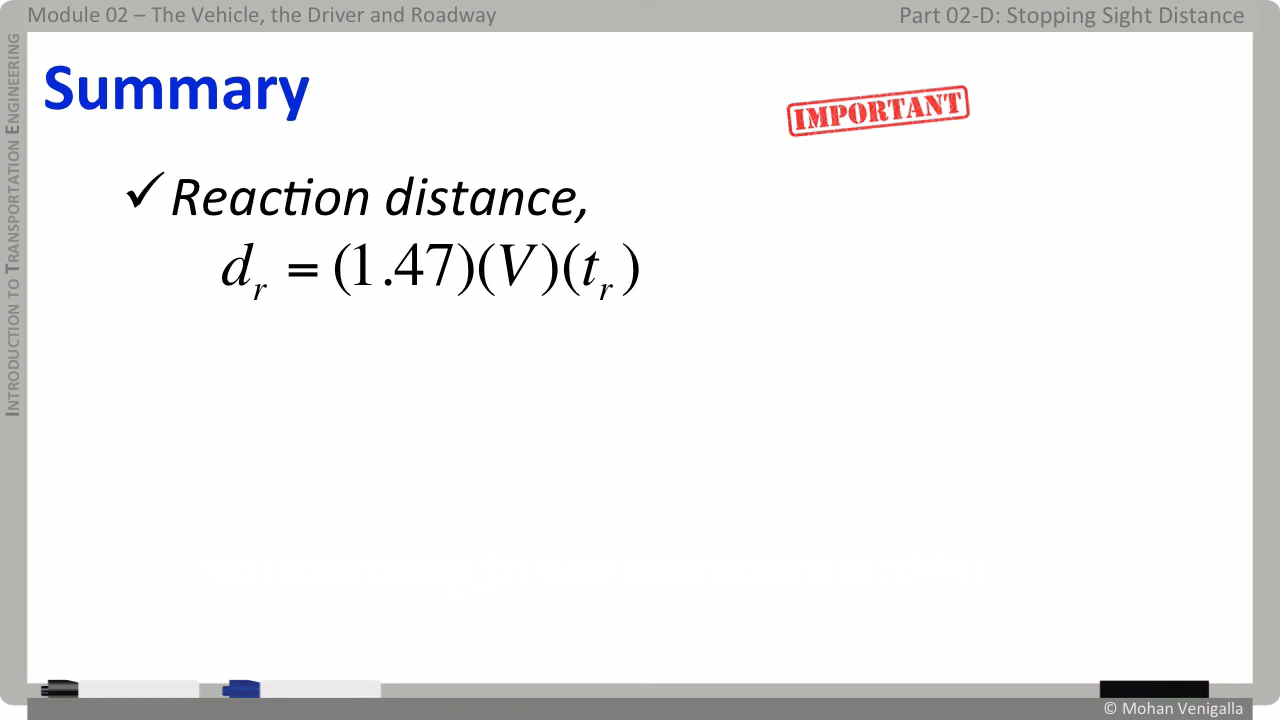 Module 02 – The Vehicle, the Driver and Roadway
Part 02-D: Stopping Sight Distance
INTRODUCTION TO TRANSPORTATION ENGINEERING
Summary
IMPORTANT
✓ Reaction distance,
d_r = (1.47)(V)(t_r)
© Mohan Venigalla